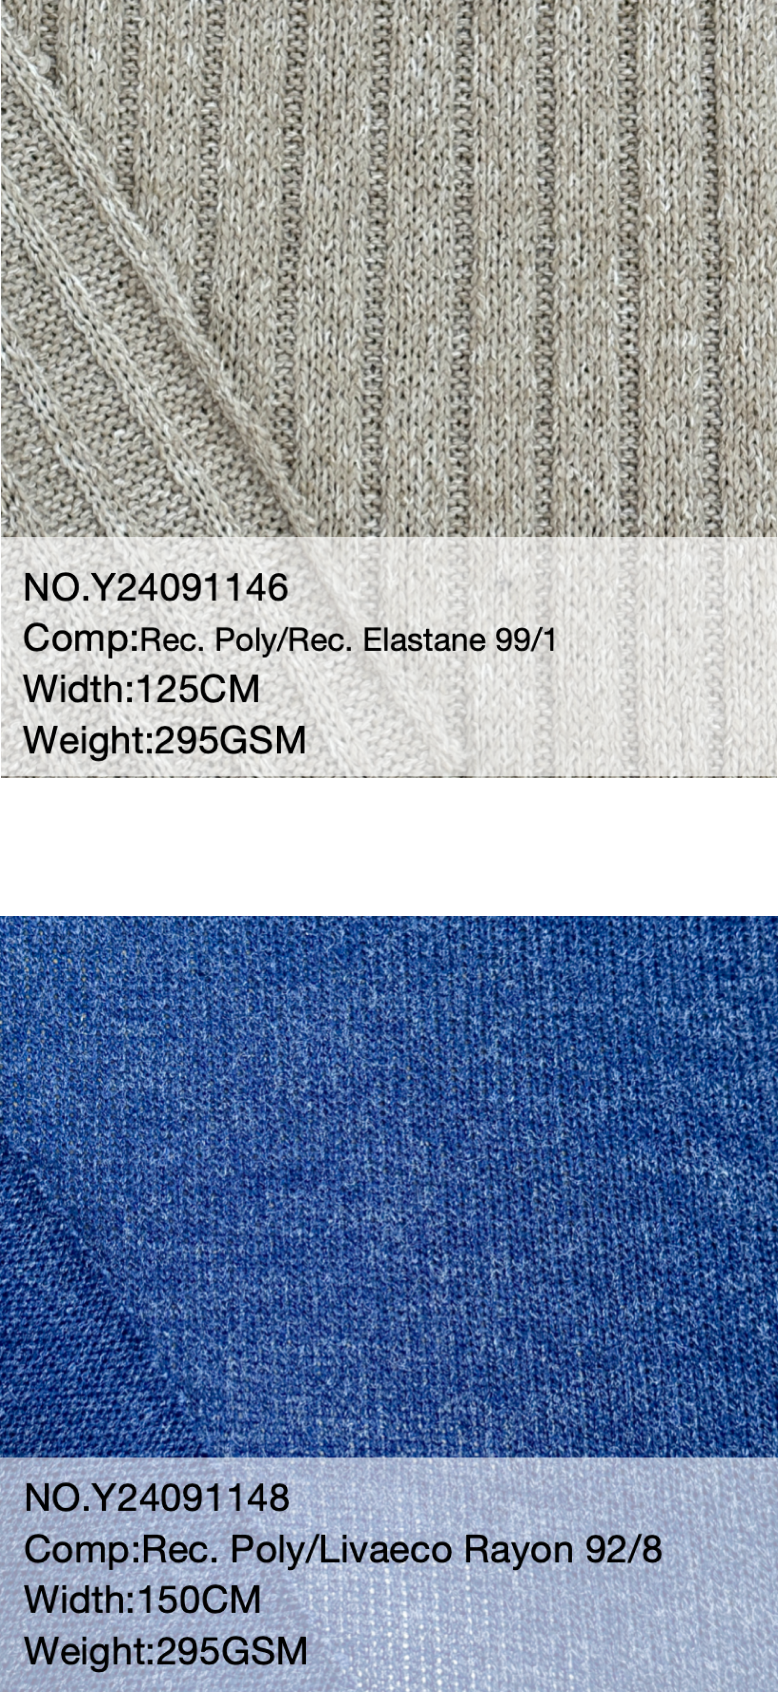 NO.Y24091146
Comp:Rec. Poly/Rec. Elastane 99/1
Width:125CM
Weight:295GSM
NO.Y24091148
Comp:Rec. Poly/Livaeco Rayon 92/8
Width:150CM
Weight:295GSM